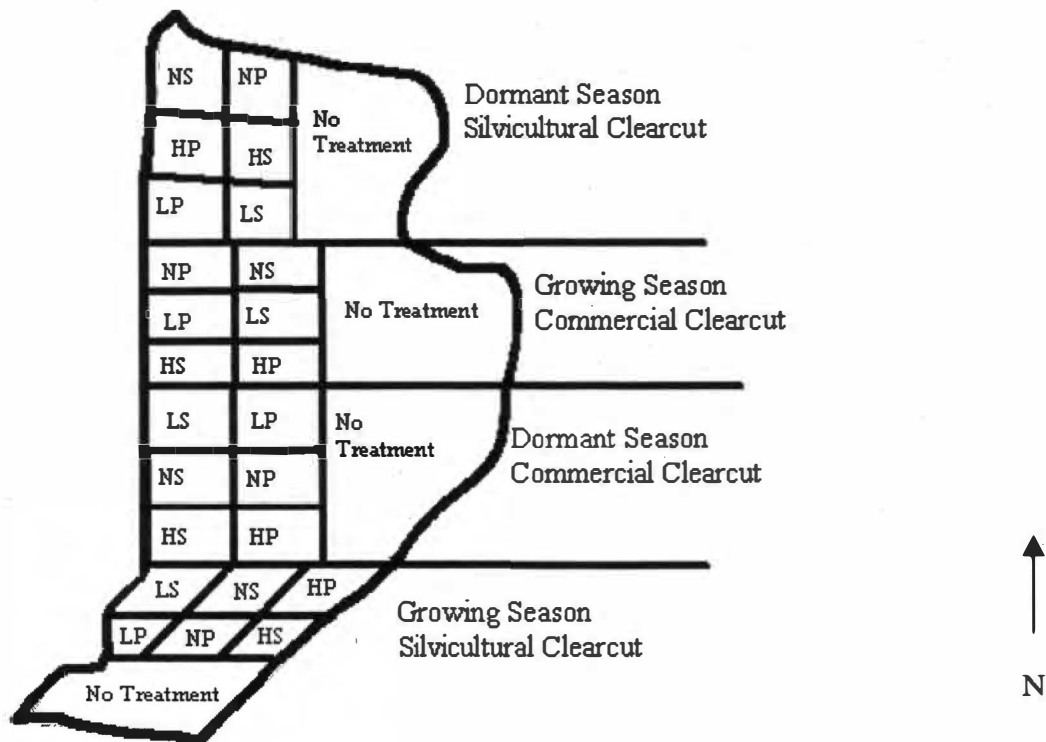 NS NP
No
Treatment
Dormant Season
Silvicultural Clearcut
HP HS
LP LS
NP NS
No Treatment
Growing Season
Commercial Clearcut
LP LS
HS HP
LS LP
No
Treatment
Dormant Season
Commercial Clearcut
NS NP
HS HP
LS NS HP
Growing Season
Silvicultural Clearcut
LP NP HS
No Treatment
N